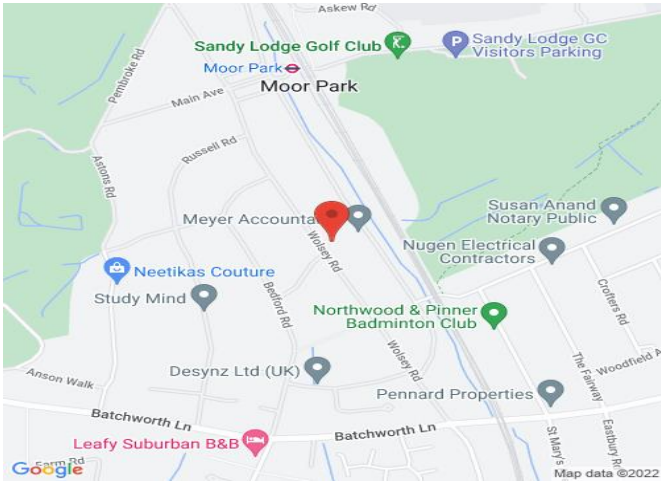 Askew Rd
Sandy Lodge Golf Club
Sandy Lodge GC
Visitors Parking
P
Moor Park
Moor Park
Pembroke Rd
Main Ave
Russell Rd
Astons Rd
Meyer Accounta
Susan Anand
Notary Public
Wolsey Rd
Nugen Electrical
Contractors
Neetikas Couture
Study Mind
Bedford Rd
Crofters Rd
Northwood & Pinner
Badminton Club
Wolsey Rd
The Fairway
Woodfield A
Desynz Ltd (UK)
Anson Walk
Pennard Properties
Batchworth Ln
Batchworth Ln
Eastbury Rd
St Mary's
Leafy Suburban B&B
Farm Rd
Google
Map data ©2022